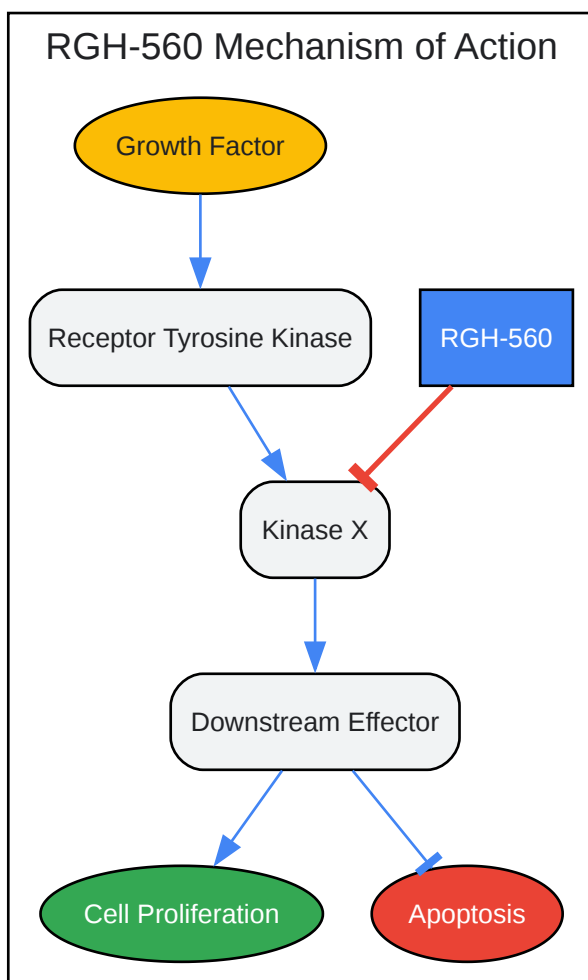 RGH-560 Mechanism of Action
Growth Factor
Receptor Tyrosine Kinase
RGH-560
Kinase X
Downstream Effector
Cell Proliferation
Apoptosis